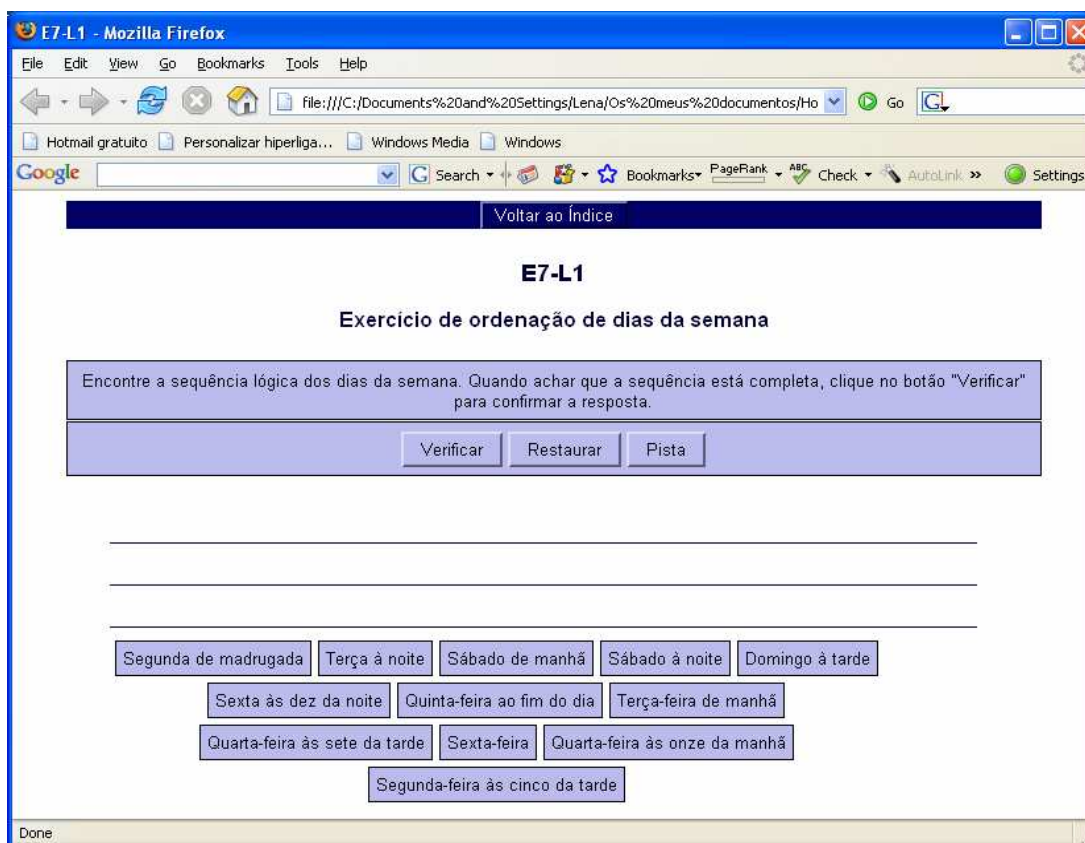 E7-L1 - Mozilla Firefox
File Edit View Go Bookmarks Tools Help
file:///C:/Documents%20and%20Settings/Lena/Os%20meus%20documentos/Ho Go G
Hotmail gratuito Personalizar hiperliga... Windows Media Windows
Google G Search Bookmarks PageRank ABC Check AutoLink » Settings
Voltar ao Índice
E7-L1
Exercício de ordenação de dias da semana
Encontre a sequência lógica dos dias da semana. Quando achar que a sequência está completa, clique no botão "Verificar"
para confirmar a resposta.
Verificar Restaurar Pista
Segunda de madrugada Terça à noite Sábado de manhã Sábado à noite Domingo à tarde
Sexta às dez da noite Quinta-feira ao fim do dia Terça-feira de manhã
Quarta-feira às sete da tarde Sexta-feira Quarta-feira às onze da manhã
Segunda-feira às cinco da tarde
Done